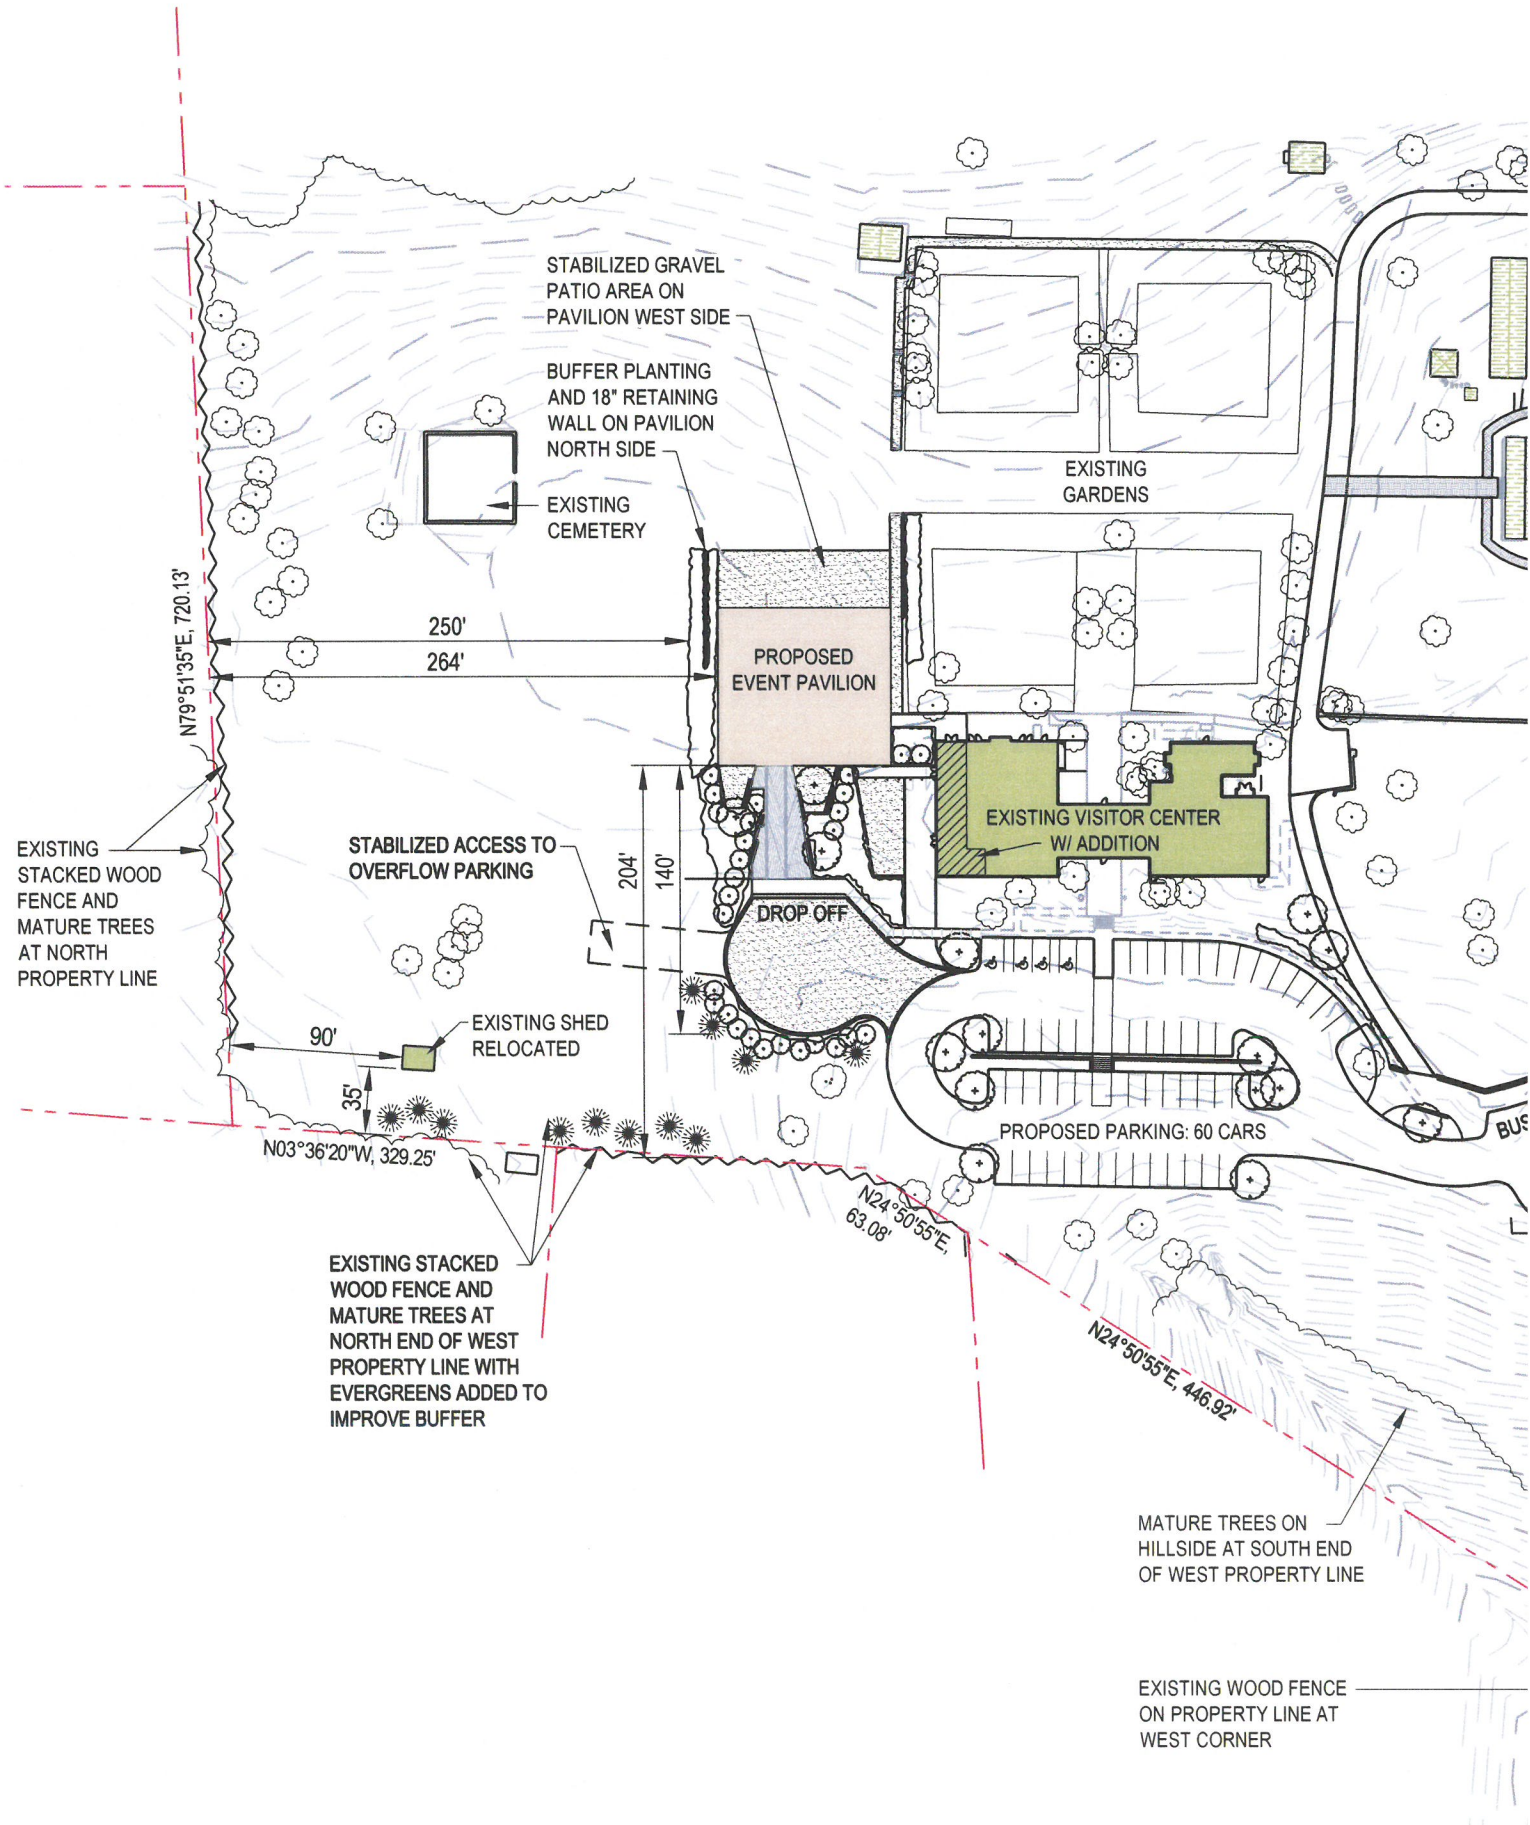 STABILIZED GRAVEL
PATIO AREA ON
PAVILION WEST SIDE
BUFFER PLANTING
AND 18" RETAINING
WALL ON PAVILION
NORTH SIDE
EXISTING
CEMETERY
EXISTING
GARDENS
N79°51'35"E, 720.13'
250'
264'
PROPOSED
EVENT PAVILION
EXISTING
STACKED WOOD
FENCE AND
MATURE TREES
AT NORTH
PROPERTY LINE
STABILIZED ACCESS TO
OVERFLOW PARKING
204'
140'
EXISTING VISITOR CENTER
W/ ADDITION
DROP OFF
90'
EXISTING SHED
RELOCATED
35'
N03°36'20"W, 329.25'
PROPOSED PARKING: 60 CARS
BUS
N24°50'55"E,
63.08'
EXISTING STACKED
WOOD FENCE AND
MATURE TREES AT
NORTH END OF WEST
PROPERTY LINE WITH
EVERGREENS ADDED TO
IMPROVE BUFFER
N24°50'55"E, 446.92'
MATURE TREES ON
HILLSIDE AT SOUTH END
OF WEST PROPERTY LINE
EXISTING WOOD FENCE
ON PROPERTY LINE AT
WEST CORNER